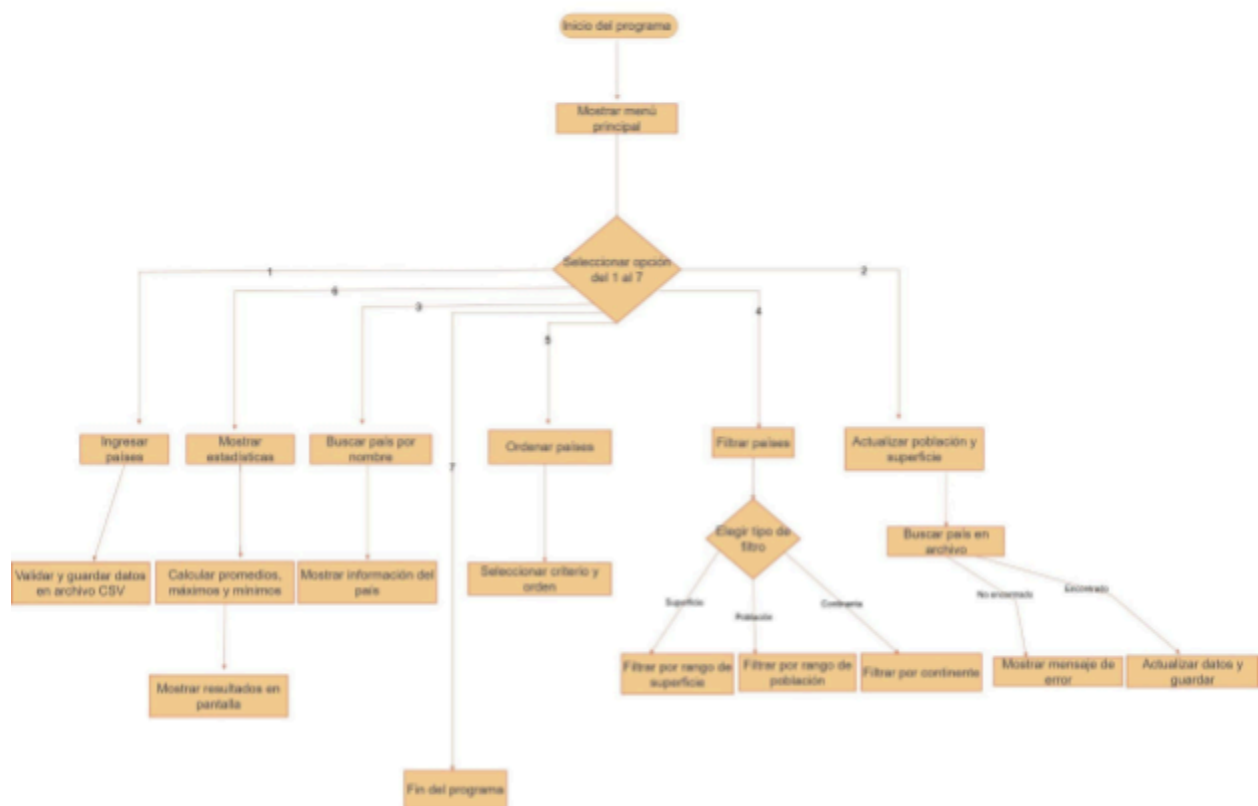 Inicio del programa
Mostrar menú
principal
Seleccionar opción
del 1 al 7
1
6
3
7
5
4
2
Ingresar
países
Mostrar
estadísticas
Buscar país por
nombre
Ordenar países
Filtrar países
Actualizar población y
superficie
Validar y guardar datos
en archivo CSV
Calcular promedios,
máximos y mínimos
Mostrar información del
país
Seleccionar criterio y
orden
Elegir tipo de
filtro
Buscar país en
archivo
Superficie
Población
Continente
No encontrado
Encontrado
Mostrar resultados en
pantalla
Filtrar por rango de
superficie
Filtrar por rango de
población
Filtrar por continente
Mostrar mensaje de
error
Actualizar datos y
guardar
Fin del programa